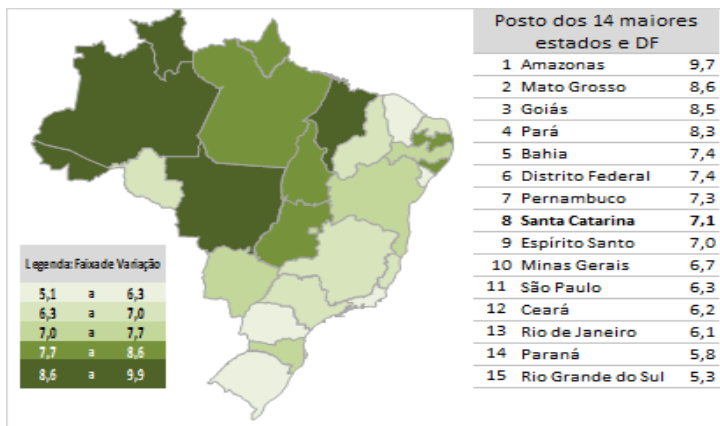 Posto dos 14 maiores
estados e DF
1 Amazonas 9,7
2 Mato Grosso 8,6
3 Goiás 8,5
4 Pará 8,3
5 Bahia 7,4
6 Distrito Federal 7,4
7 Pernambuco 7,3
8 Santa Catarina 7,1
9 Espírito Santo 7,0
10 Minas Gerais 6,7
11 São Paulo 6,3
12 Ceará 6,2
13 Rio de Janeiro 6,1
14 Paraná 5,8
15 Rio Grande do Sul 5,3
Legenda: Faixa de Variação
5,1 a 6,3
6,3 a 7,0
7,0 a 7,7
7,7 a 8,6
8,6 a 9,9